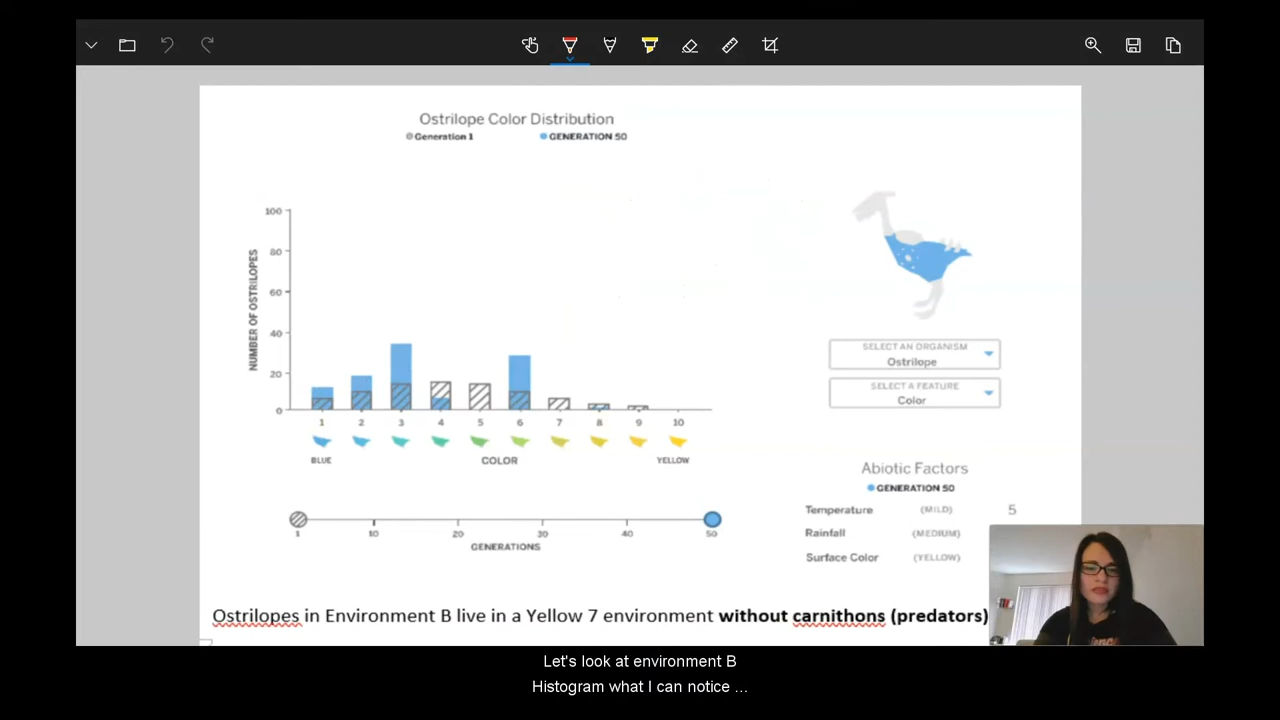 Ostrilope Color Distribution
Generation 1 GENERATION 50
NUMBER OF OSTRILOPES
100
80
60
40
20
0
1 2 3 4 5 6 7 8 9 10
BLUE COLOR YELLOW
1 10 20 30 40 50
GENERATIONS
SELECT AN ORGANISM
Ostrilope
SELECT A FEATURE
Color
Abiotic Factors
GENERATION 50
Temperature (MILD) 5
Rainfall (MEDIUM)
Surface Color (YELLOW)
Ostrilopes in Environment B live in a Yellow 7 environment without carnithons (predators)
Let's look at environment B
Histogram what I can notice ...